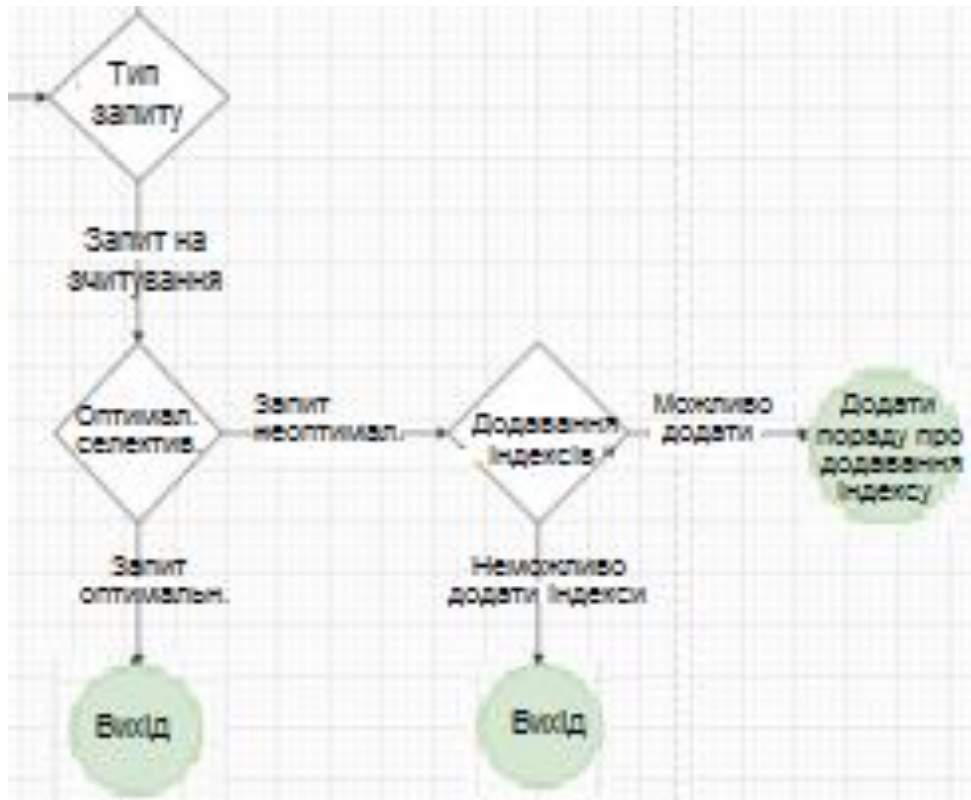 Тип
запиту
Запит на
зчитування
Оптимал.
селектив.
Запит
неоптимал.
Додавання
індексів
Можливо
додати
Додати
пораду про
додавання
індексу
Запит
оптимальн.
Неможливо
додати індекси
Вихід
Вихід